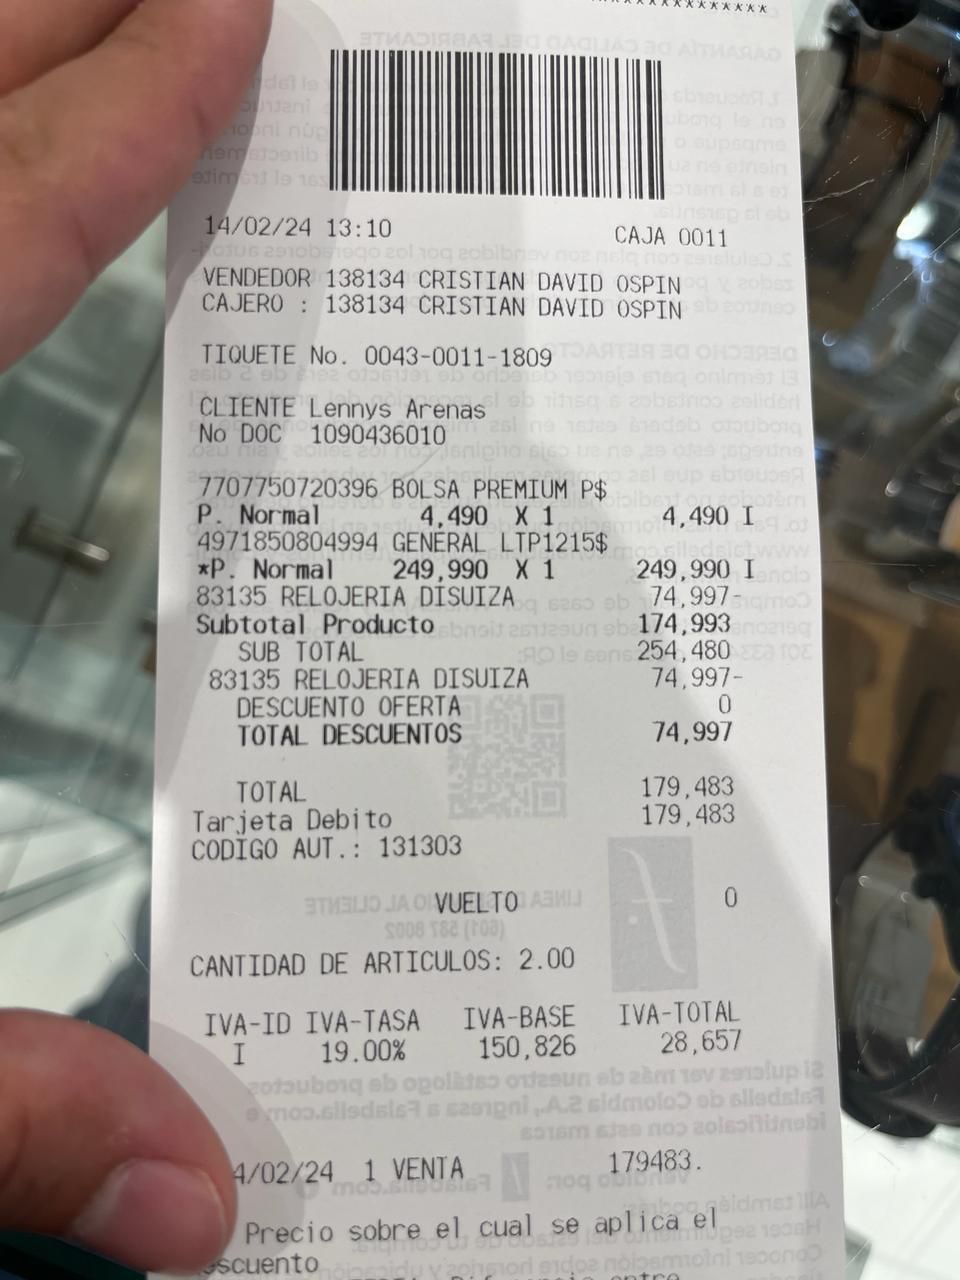 14/02/24 13:10 CAJA 0011
VENDEDOR 138134 CRISTIAN DAVID OSPIN
CAJERO : 138134 CRISTIAN DAVID OSPIN
TIQUETE No. 0043-0011-1809
CLIENTE Lennys Arenas
No DOC 1090436010
7707750720396 BOLSA PREMIUM P$
P. Normal 4,490 X 1 4,490 I
4971850804994 GENERAL LTP1215$
*P. Normal 249,990 X 1 249,990 I
83135 RELOJERIA DISUIZA 74,997-
Subtotal Producto 174,993
SUB TOTAL 254,480
83135 RELOJERIA DISUIZA 74,997-
DESCUENTO OFERTA 0
TOTAL DESCUENTOS 74,997
TOTAL 179,483
Tarjeta Debito 179,483
CODIGO AUT.: 131303
VUELTO 0
CANTIDAD DE ARTICULOS: 2.00
IVA-ID IVA-TASA IVA-BASE IVA-TOTAL
I 19.00% 150,826 28,657
4/02/24 1 VENTA 179483.
Precio sobre el cual se aplica el
scuento